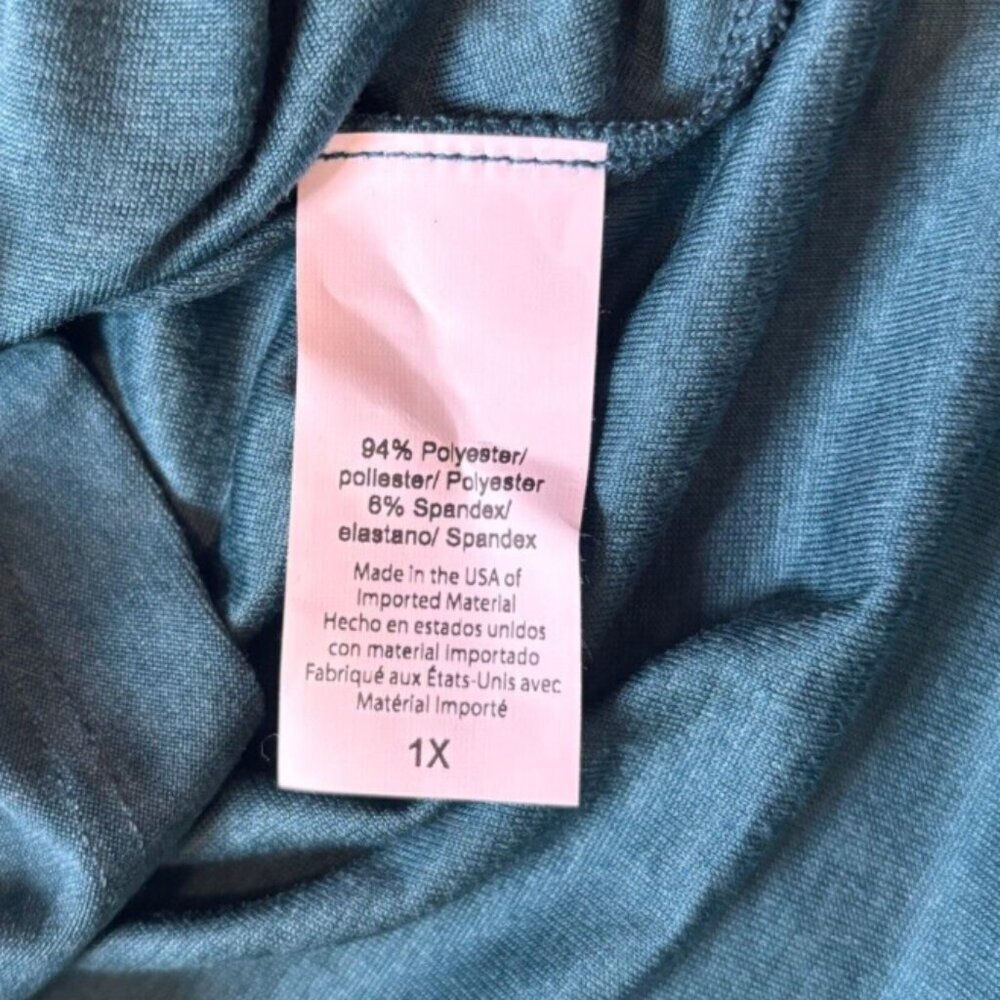 94% Polyester/
poliester/ Polyester
6% Spandex/
elastano/ Spandex
Made in the USA of
Imported Material
Hecho en estados unidos
con material importado
Fabriqué aux États-Unis avec
Matérial Importé
1X